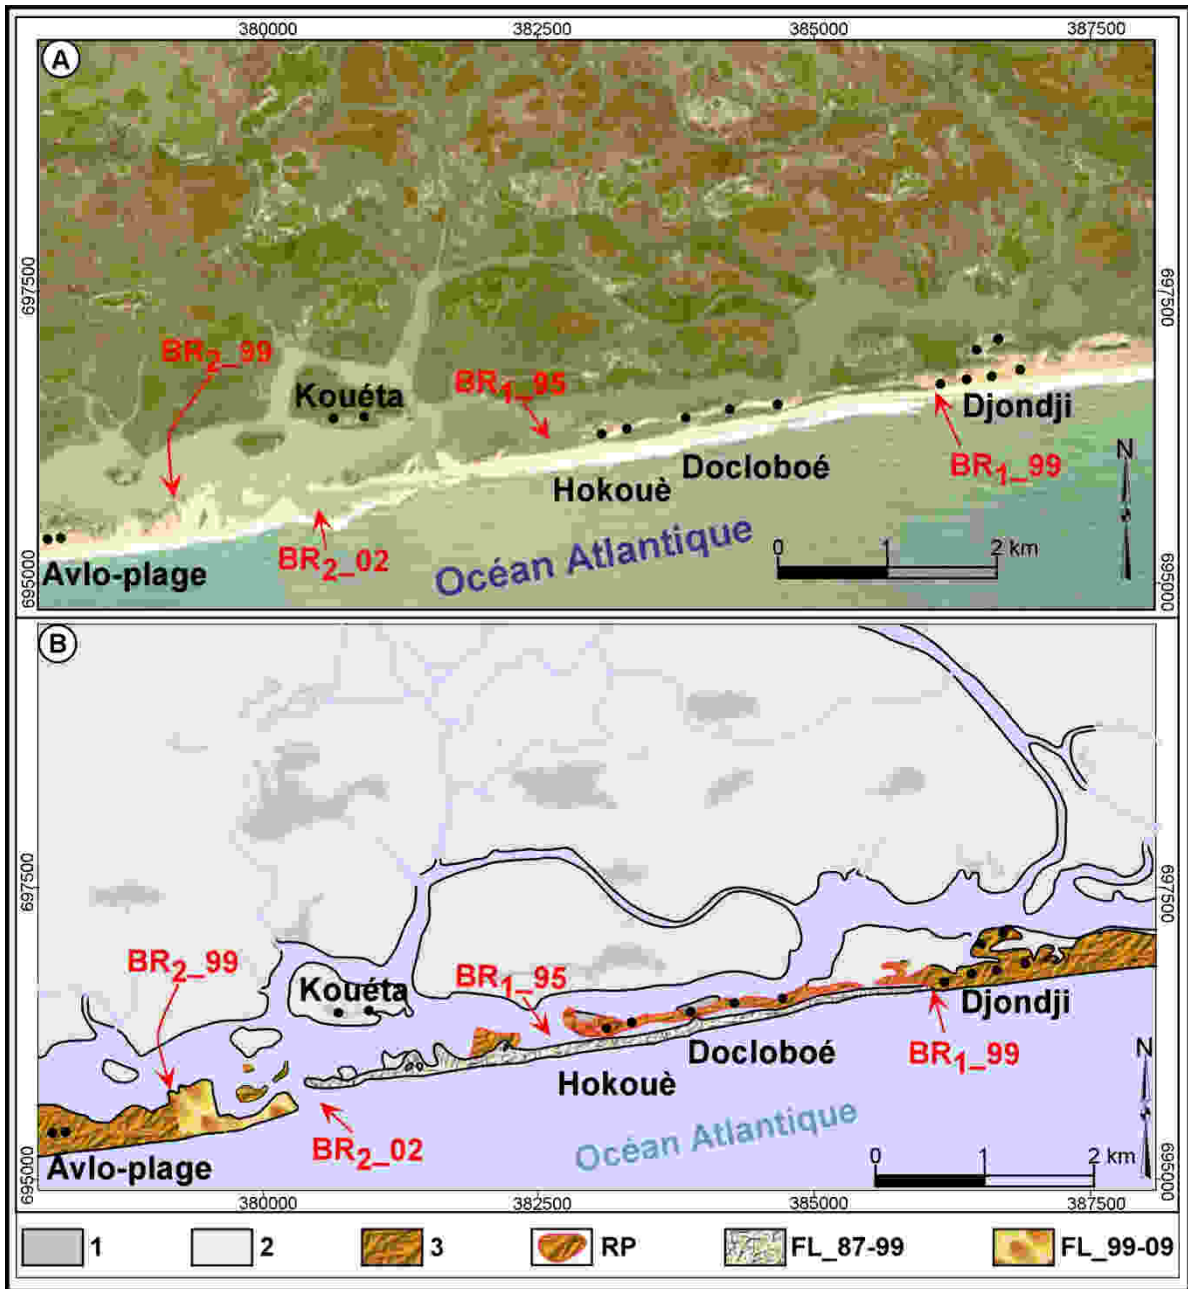 380000 382500 385000 387500
A
697500 697500
BR2_99
Kouéta
BR1_95
Djondji
BR1_99
Docloboé
Hokouè
N
BR2_02
Océan Atlantique
0 1 2 km
Avlo-plage
695000 695000
B
697500 697500
BR2_99
Kouéta
BR1_95
Djondji
BR1_99
Docloboé
Hokouè
N
BR2_02
Océan Atlantique
0 1 2 km
Avlo-plage
695000 695000
380000 382500 385000 387500
1 2 3 RP FL_87-99 FL_99-09